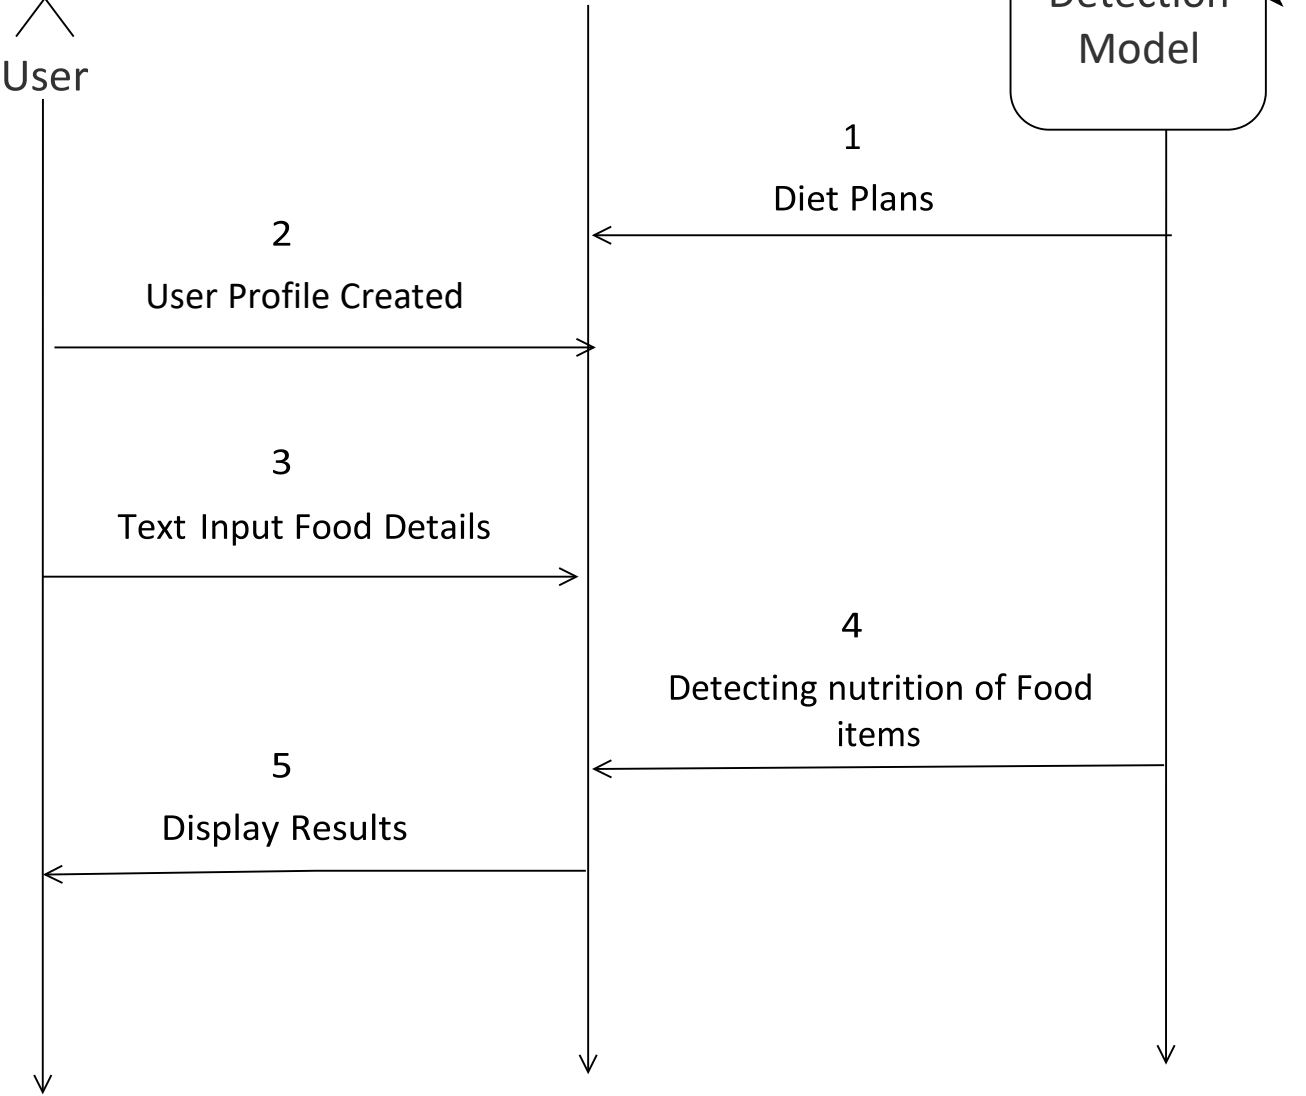 Detection
Model
User
1
Diet Plans
2
User Profile Created
3
Text Input Food Details
4
Detecting nutrition of Food
items
5
Display Results